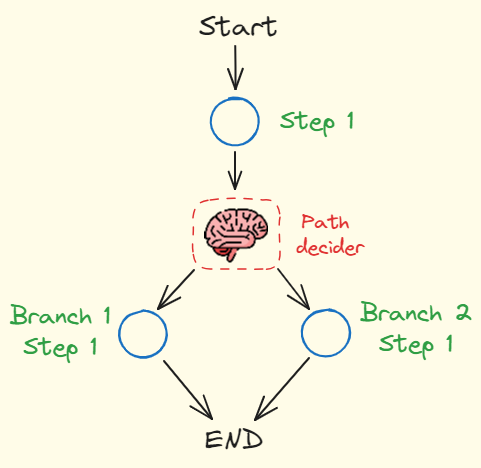 Start
Step 1
Path
decider
Branch 1
Step 1
Branch 2
Step 1
END